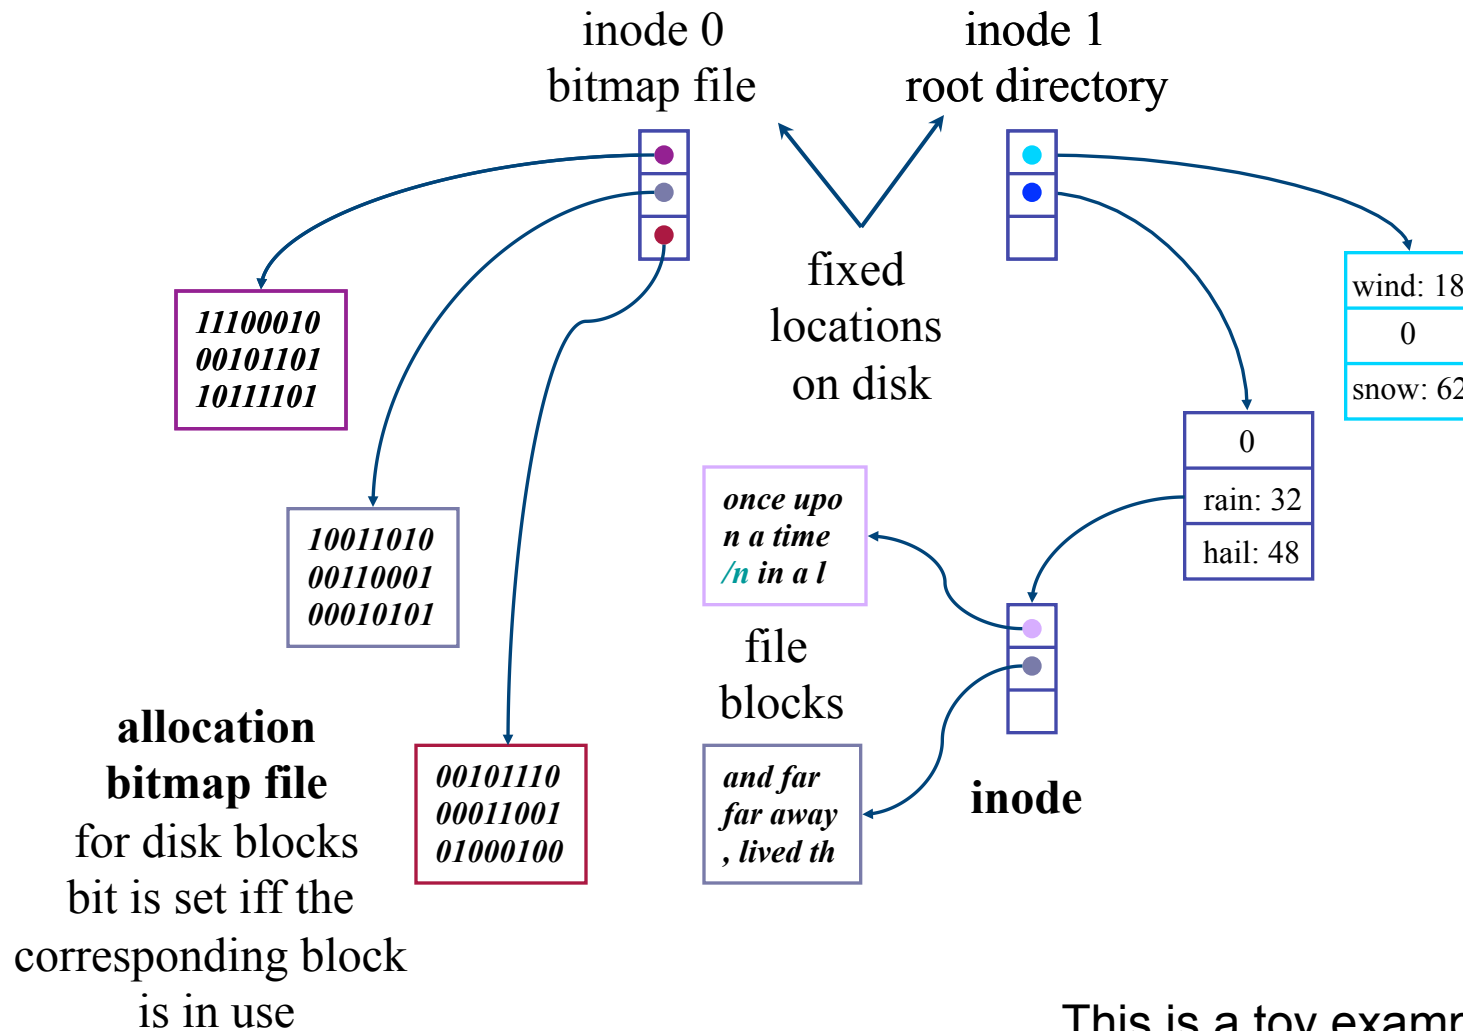 inode 0
bitmap file
inode 1
root directory
fixed
locations
on disk
11100010
00101101
10111101
wind: 18
0
snow: 62
0
rain: 32
hail: 48
10011010
00110001
00010101
once upo
n a time
/n in a l
file
blocks
allocation
bitmap file
for disk blocks
bit is set iff the
corresponding block
is in use
00101110
00011001
01000100
and far
far away
, lived th
inode
This is a toy